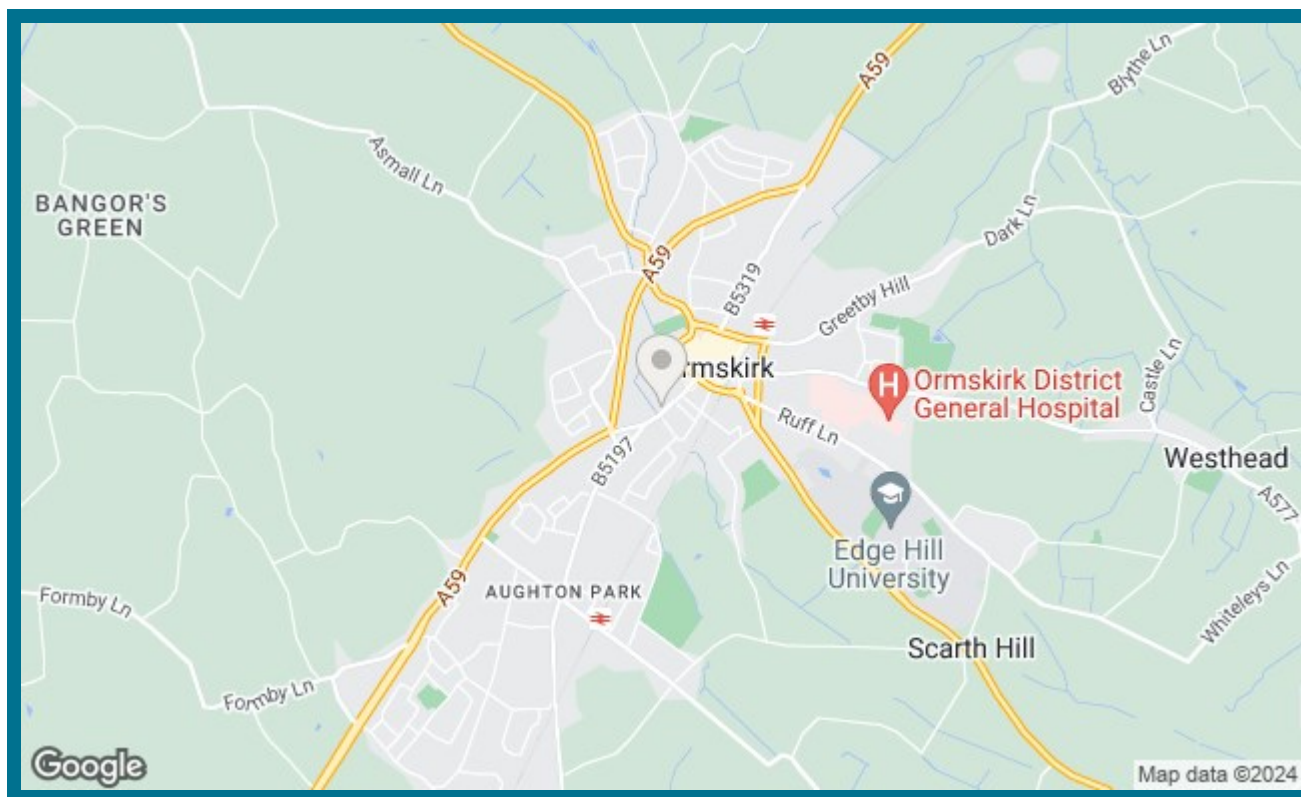 A59
Blythe Ln
Asmall Ln
BANGOR'S
GREEN
Dark Ln
A59
B5319
Greetby Hill
rmskirk
Ormskirk District
General Hospital
Castle Ln
Ruff Ln
Westhead
B5197
A577
Edge Hill
University
A59
AUGHTON PARK
Formby Ln
Whiteleys Ln
Scarth Hill
Formby Ln
Google
Map data ©2024
H